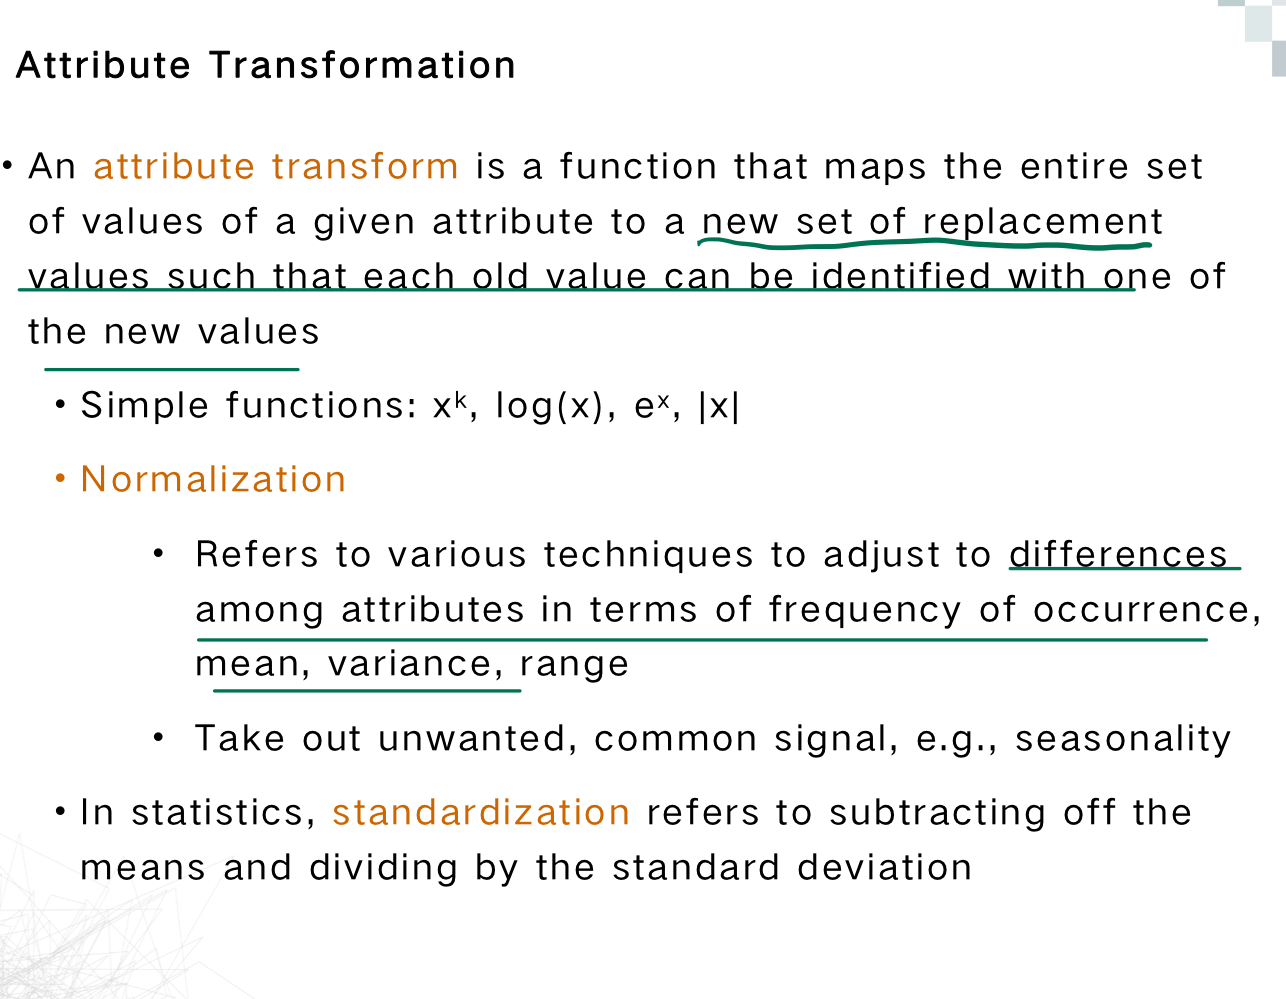 Attribute Transformation
• An attribute transform is a function that maps the entire set
of values of a given attribute to a new set of replacement
values such that each old value can be identified with one of
the new values
• Simple functions: xᵏ, log(x), eˣ, |x|
• Normalization
• Refers to various techniques to adjust to differences
among attributes in terms of frequency of occurrence,
mean, variance, range
• Take out unwanted, common signal, e.g., seasonality
• In statistics, standardization refers to subtracting off the
means and dividing by the standard deviation